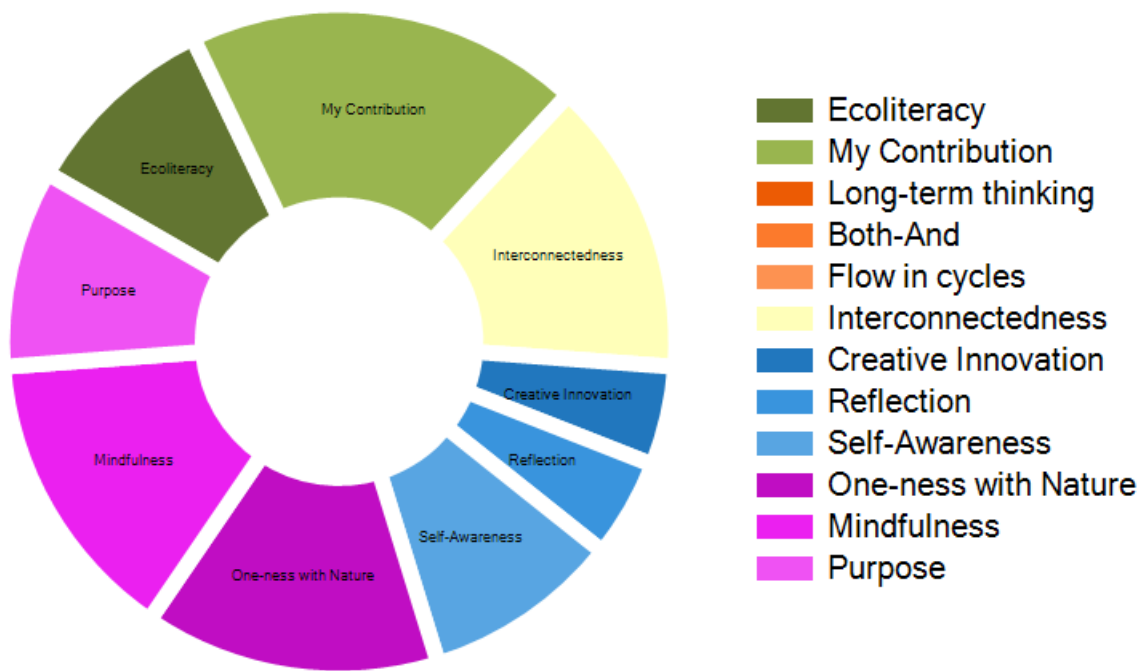 My Contribution
Ecoliteracy
Interconnectedness
Purpose
Creative Innovation
Mindfulness
Reflection
Self-Awareness
One-ness with Nature
Ecoliteracy
My Contribution
Long-term thinking
Both-And
Flow in cycles
Interconnectedness
Creative Innovation
Reflection
Self-Awareness
One-ness with Nature
Mindfulness
Purpose